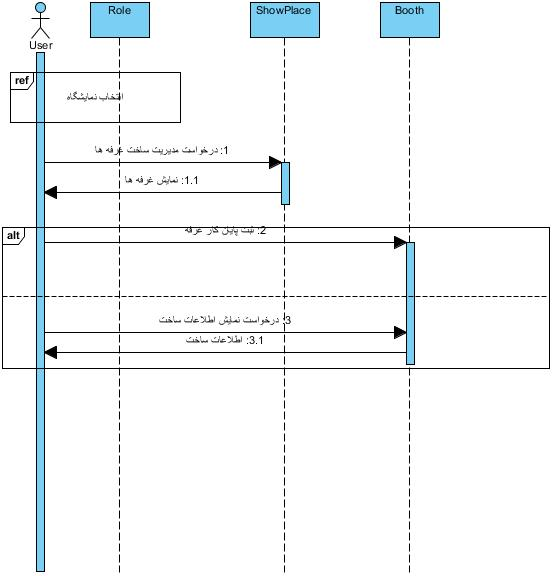 Role
ShowPlace
Booth
User
ref
انتخاب نمایشگاه
1: درخواست مدیریت ساخت غرفه ها
1.1: نمایش غرفه ها
alt
2: ثبت پایان کار غرفه
3: درخواست نمایش اطلاعات ساخت
3.1: اطلاعات ساخت